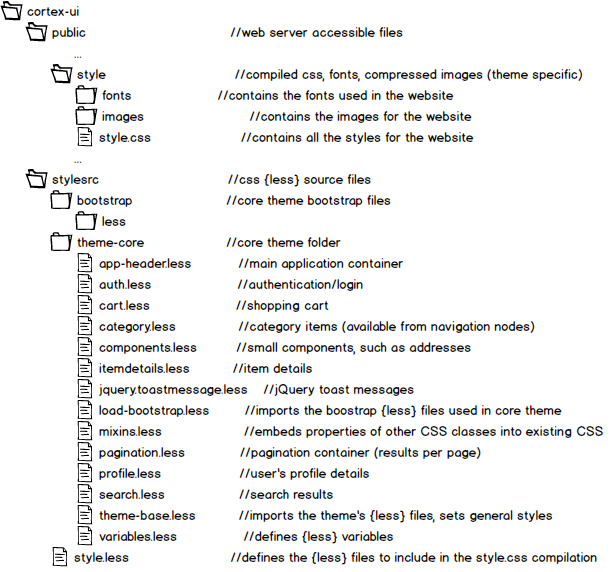 cortex-ui
public //web server accessible files
...
style //compiled css, fonts, compressed images (theme specific)
fonts //contains the fonts used in the website
images //contains the images for the website
style.css //contains all the styles for the website
...
stylesrc //css {less} source files
bootstrap //core theme bootstrap files
less
theme-core //core theme folder
app-header.less //main application container
auth.less //authentication/login
cart.less //shopping cart
category.less //category items (available from navigation nodes)
components.less //small components, such as addresses
itemdetails.less //item details
jquery.toastmessage.less //jQuery toast messages
load-bootstrap.less //imports the boostrap {less} files used in core theme
mixins.less //embeds properties of other CSS classes into existing CSS
pagination.less //pagination container (results per page)
profile.less //user's profile details
search.less //search results
theme-base.less //imports the theme's {less} files, sets general styles
variables.less //defines {less} variables
style.less //defines the {less} files to include in the style.css compilation